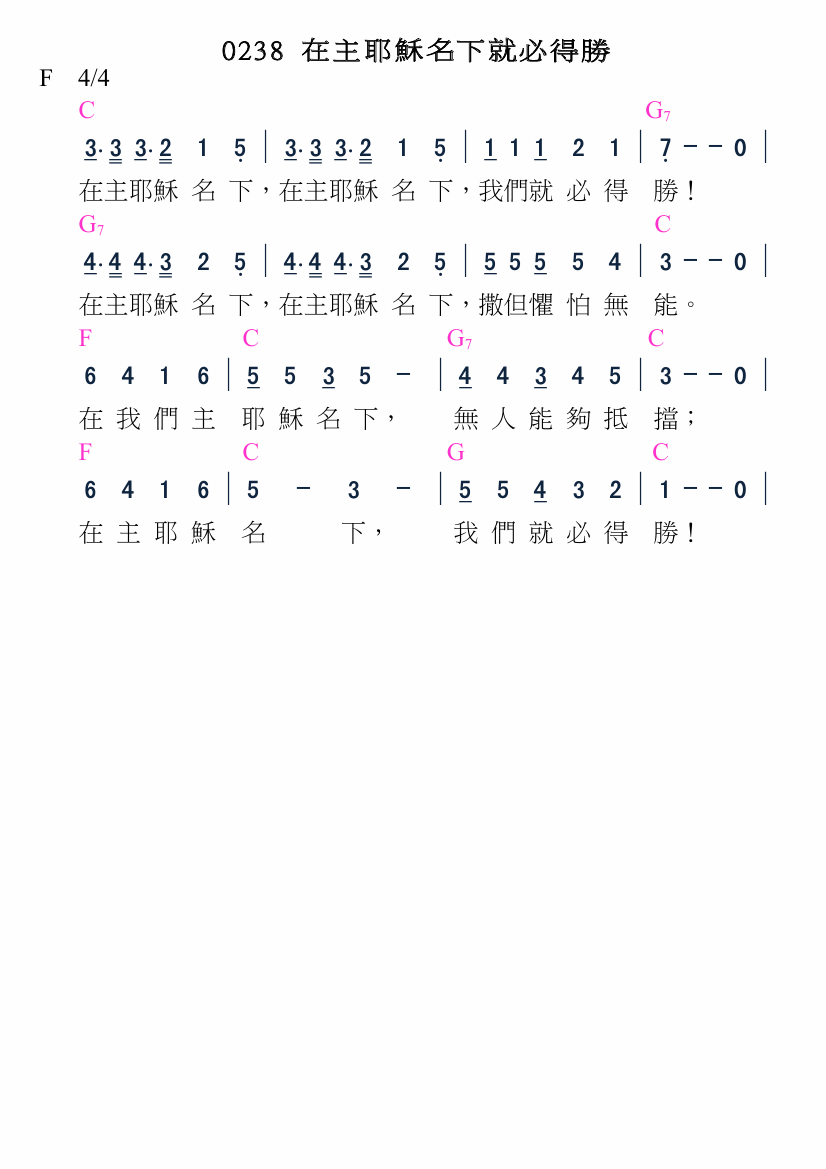 0238 在主耶穌名下就必得勝
F 4/4
C G7
3. 3 3. 2 1 5 | 3. 3 3. 2 1 5 | 1 1 1 2 1 | 7 - - 0 |
在主耶穌 名 下，在主耶穌 名 下，我們就 必 得 勝！
G7 C
4. 4 4. 3 2 5 | 4. 4 4. 3 2 5 | 5 5 5 5 4 | 3 - - 0 |
在主耶穌 名 下，在主耶穌 名 下，撒但懼 怕 無 能。
F C G7 C
6 4 1 6 | 5 5 3 5 - | 4 4 3 4 5 | 3 - - 0 |
在 我 們 主 耶 穌 名 下， 無 人 能 夠 抵 擋；
F C G C
6 4 1 6 | 5 - 3 - | 5 5 4 3 2 | 1 - - 0 |
在 主 耶 穌 名 下， 我 們 就 必 得 勝！